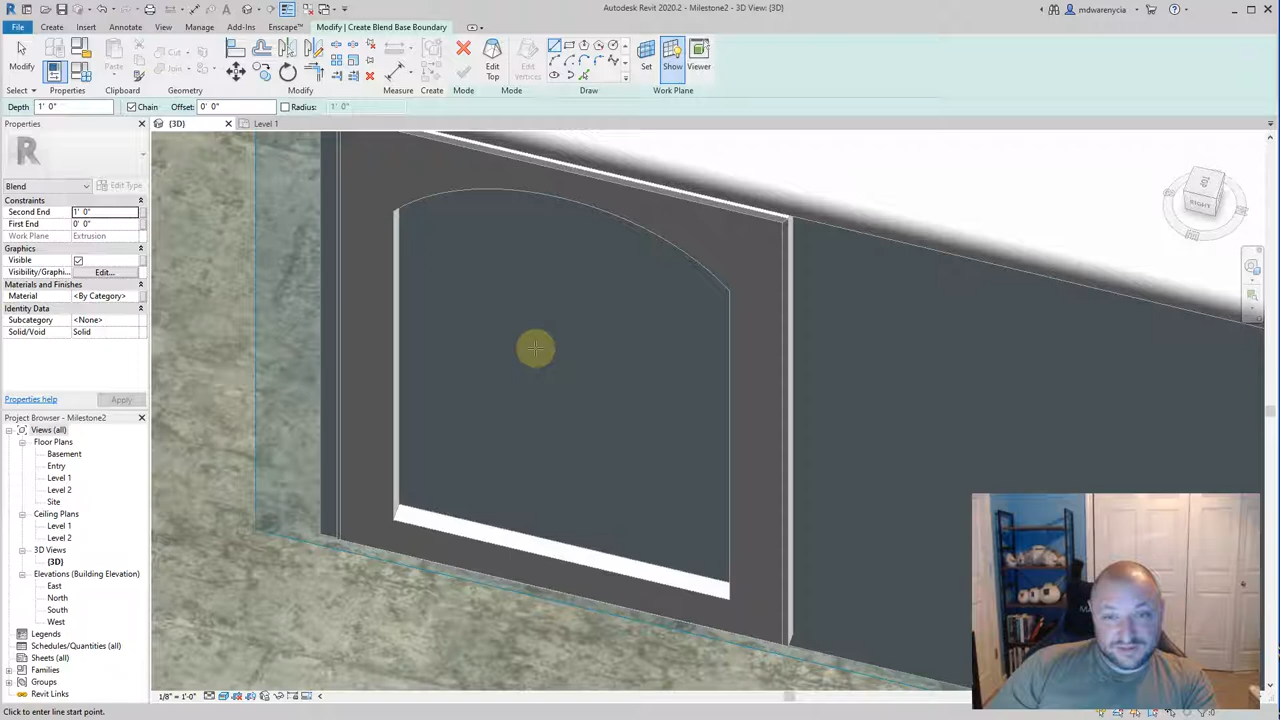 Autodesk Revit 2020.2 - Milestone2 - 3D View: {3D}
mdwarenycia
File Create Insert Annotate View Manage Add-Ins Enscape™ Modify | Create Blend Base Boundary
Modify Paste Cut Join Edit Top Edit Vertices Set Show Viewer
Select Properties Clipboard Geometry Modify Measure Create Mode Mode Draw Work Plane
Depth 1' 0" Chain Offset: 0' 0" Radius: 1' 0"
Properties
{3D} Level 1
R
Blend Edit Type
Constraints
Second End 1' 0"
First End 0' 0"
Work Plane Extrusion
Graphics
Visible
Visibility/Graphi... Edit...
Materials and Finishes
Material <By Category>
Identity Data
Subcategory <None>
Solid/Void Solid
Properties help Apply
Project Browser - Milestone2
Views (all)
Floor Plans
Basement
Entry
Level 1
Level 2
Site
Ceiling Plans
Level 1
Level 2
3D Views
{3D}
Elevations (Building Elevation)
East
North
South
West
Legends
Schedules/Quantities (all)
Sheets (all)
Families
Groups
Revit Links
RIGHT
1/8" = 1'-0"
Click to enter line start point.